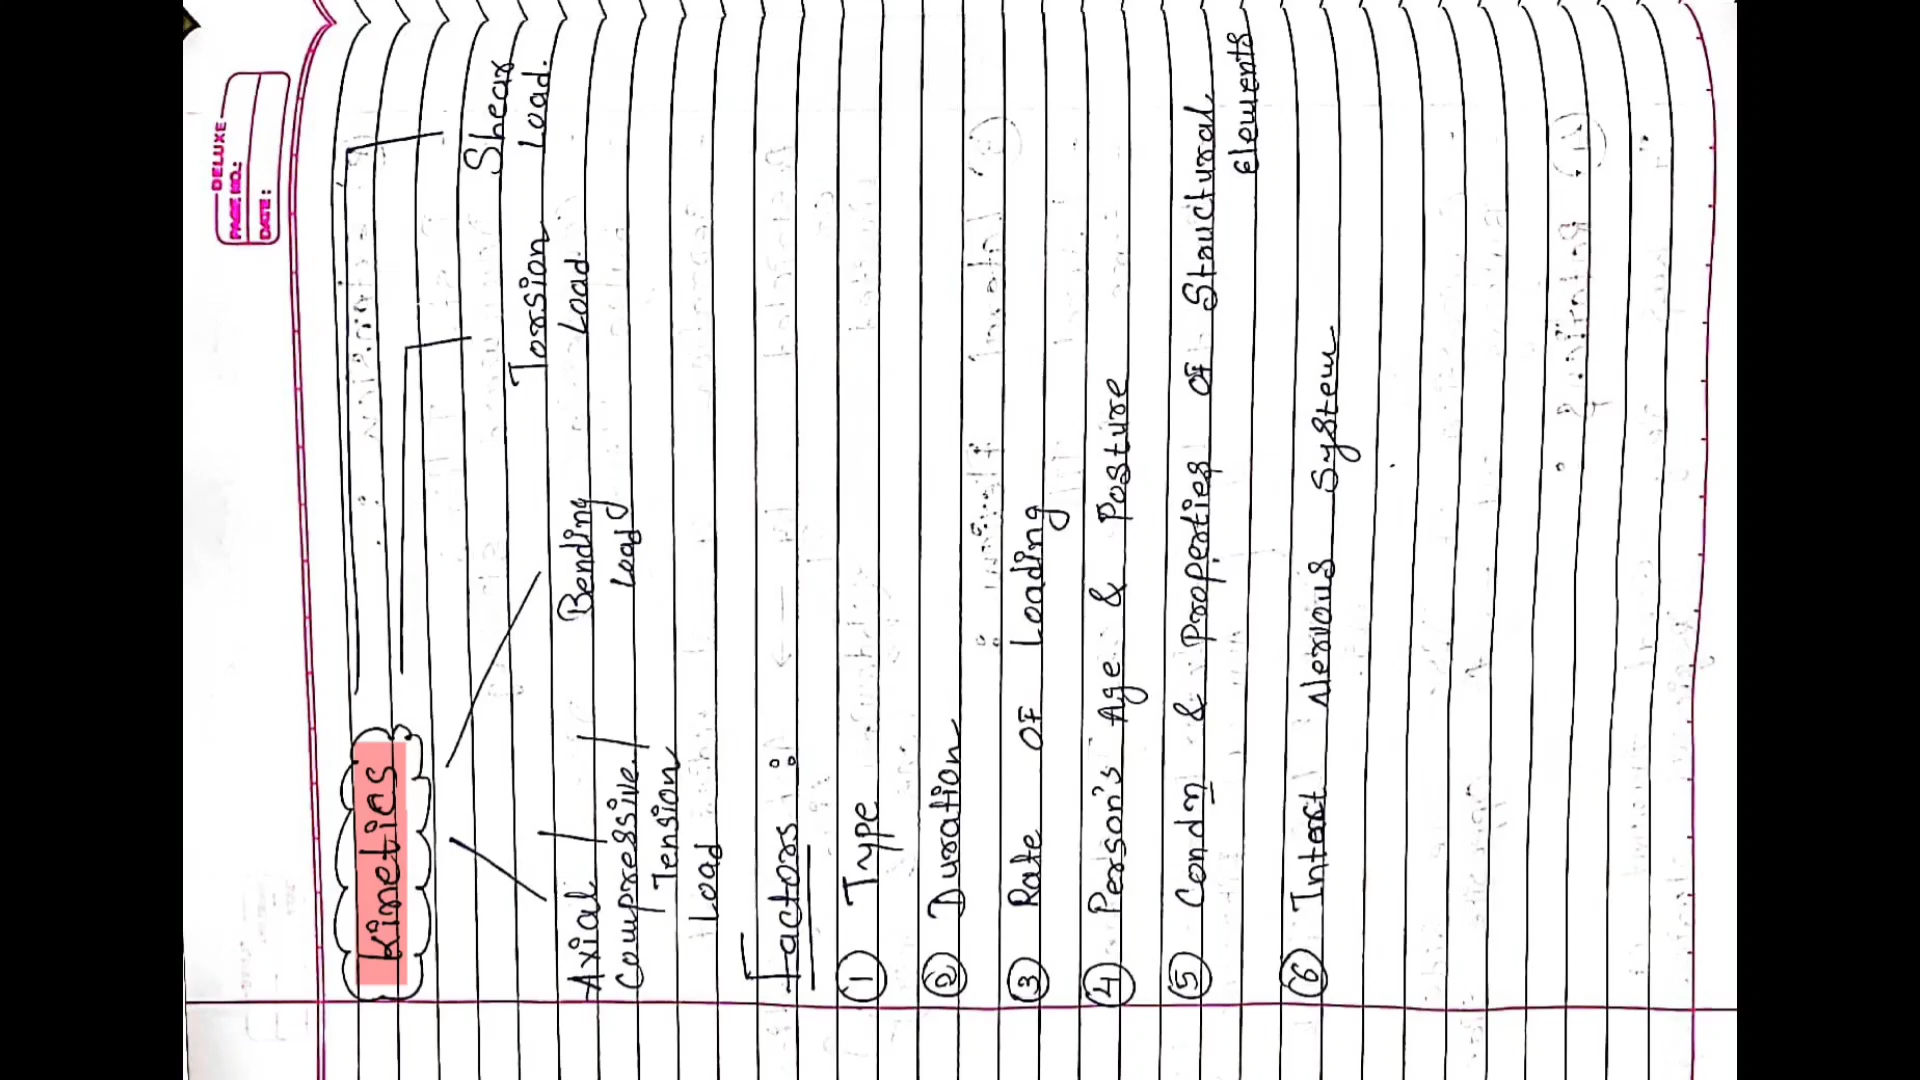 DELUXE
PAGE NO.:
DATE:
Kinetics
Axial / Compressive / Tension Load
Bending Load
Torsion Load
Shear Load.
Factors :
① Type
② Duration
③ Rate OF Loading
④ Person's Age & Posture
⑤ Condn & Properties OF Structural elements
⑥ Intact Nervous System